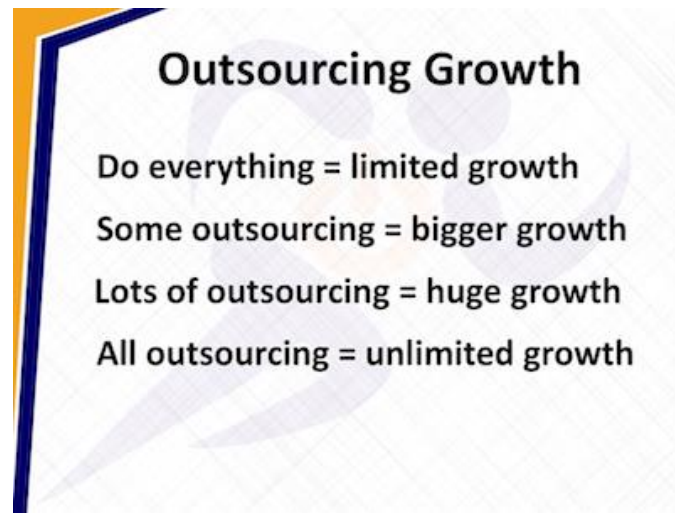 Outsourcing Growth
Do everything = limited growth
Some outsourcing = bigger growth
Lots of outsourcing = huge growth
All outsourcing = unlimited growth